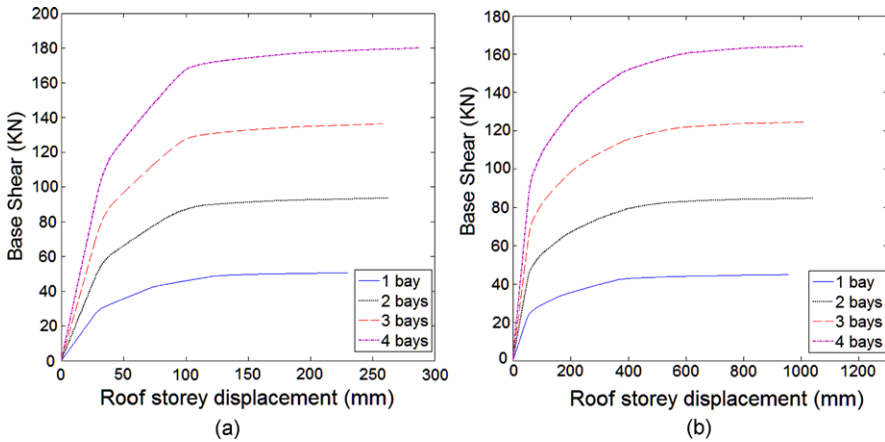 Base Shear (KN)
200
180
160
140
120
100
80
60
40
20
0
0 50 100 150 200 250 300
1 bay
2 bays
3 bays
4 bays
Roof storey displacement (mm)
(a)
Base Shear (KN)
180
160
140
120
100
80
60
40
20
0
0 200 400 600 800 1000 1200
1 bay
2 bays
3 bays
4 bays
Roof storey displacement (mm)
(b)